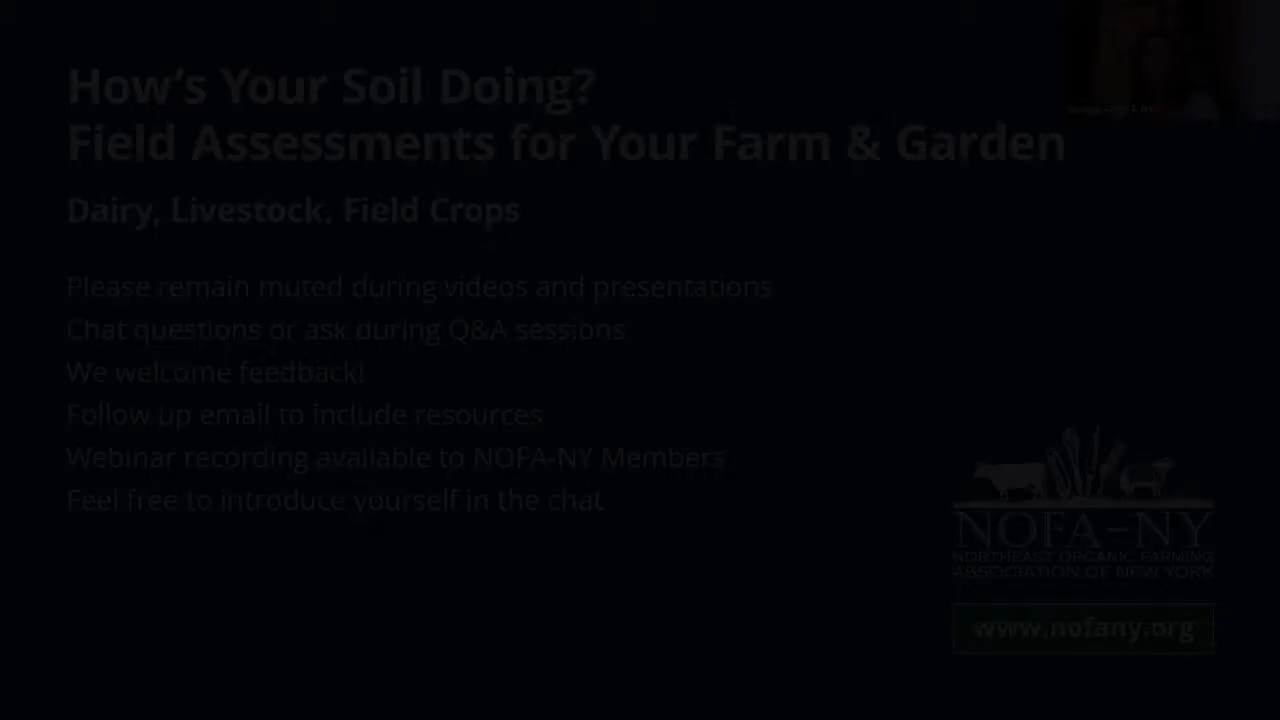 How's Your Soil Doing?
Field Assessments for Your Farm & Garden
Dairy, Livestock, Field Crops
Please remain muted during videos and presentations
Chat questions or ask during Q&A sessions
We welcome feedback!
Follow up email to include resources
Webinar recording available to NOFA-NY Members
Feel free to introduce yourself in the chat
NOFA-NY
NORTHEAST ORGANIC FARMING
ASSOCIATION OF NEW YORK
www.nofany.org